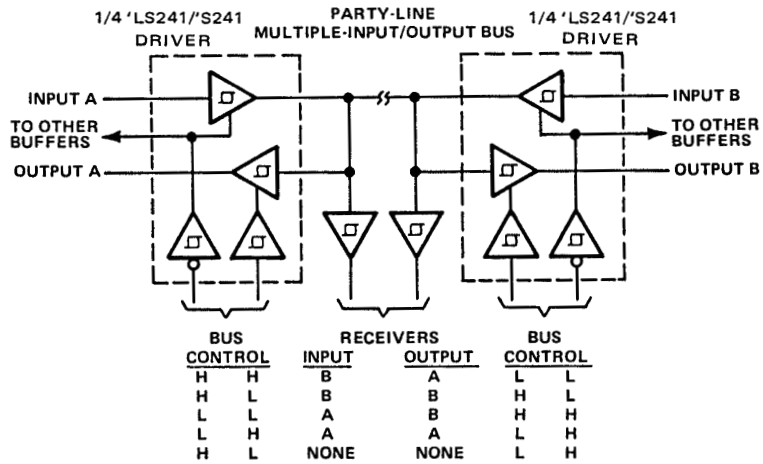 1/4 'LS241/'S241
DRIVER
PARTY-LINE
MULTIPLE-INPUT/OUTPUT BUS
1/4 'LS241/'S241
DRIVER
INPUT A
INPUT B
TO OTHER
BUFFERS
TO OTHER
BUFFERS
OUTPUT A
OUTPUT B
BUS RECEIVERS BUS
CONTROL INPUT OUTPUT CONTROL
H H B A L L
H L B B H L
L L A B H H
L H A A L H
H L NONE NONE L H